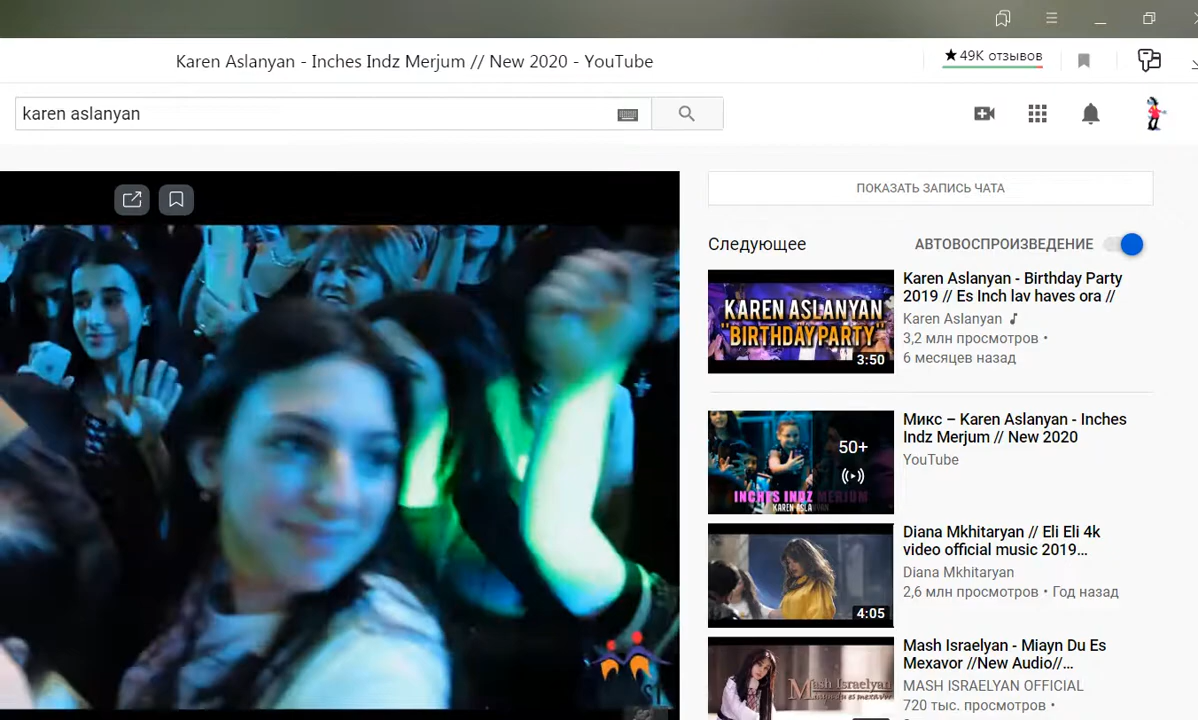 Karen Aslanyan - Inches Indz Merjum // New 2020 - YouTube
★49K отзывов
karen aslanyan
ПОКАЗАТЬ ЗАПИСЬ ЧАТА
Следующее
АВТОВОСПРОИЗВЕДЕНИЕ
KAREN ASLANYAN
"BIRTHDAY PARTY"
3:50
Karen Aslanyan - Birthday Party
2019 // Es Inch lav haves ora //
Karen Aslanyan
3,2 млн просмотров •
6 месяцев назад
50+
INCHES INDZ MERJUM
Микс – Karen Aslanyan - Inches
Indz Merjum // New 2020
YouTube
4:05
Diana Mkhitaryan // Eli Eli 4k
video official music 2019...
Diana Mkhitaryan
2,6 млн просмотров • Год назад
Mash Israelyan
Mash Israelyan - Miayn Du Es
Mexavor //New Audio//...
MASH ISRAELYAN OFFICIAL
720 тыс. просмотров •